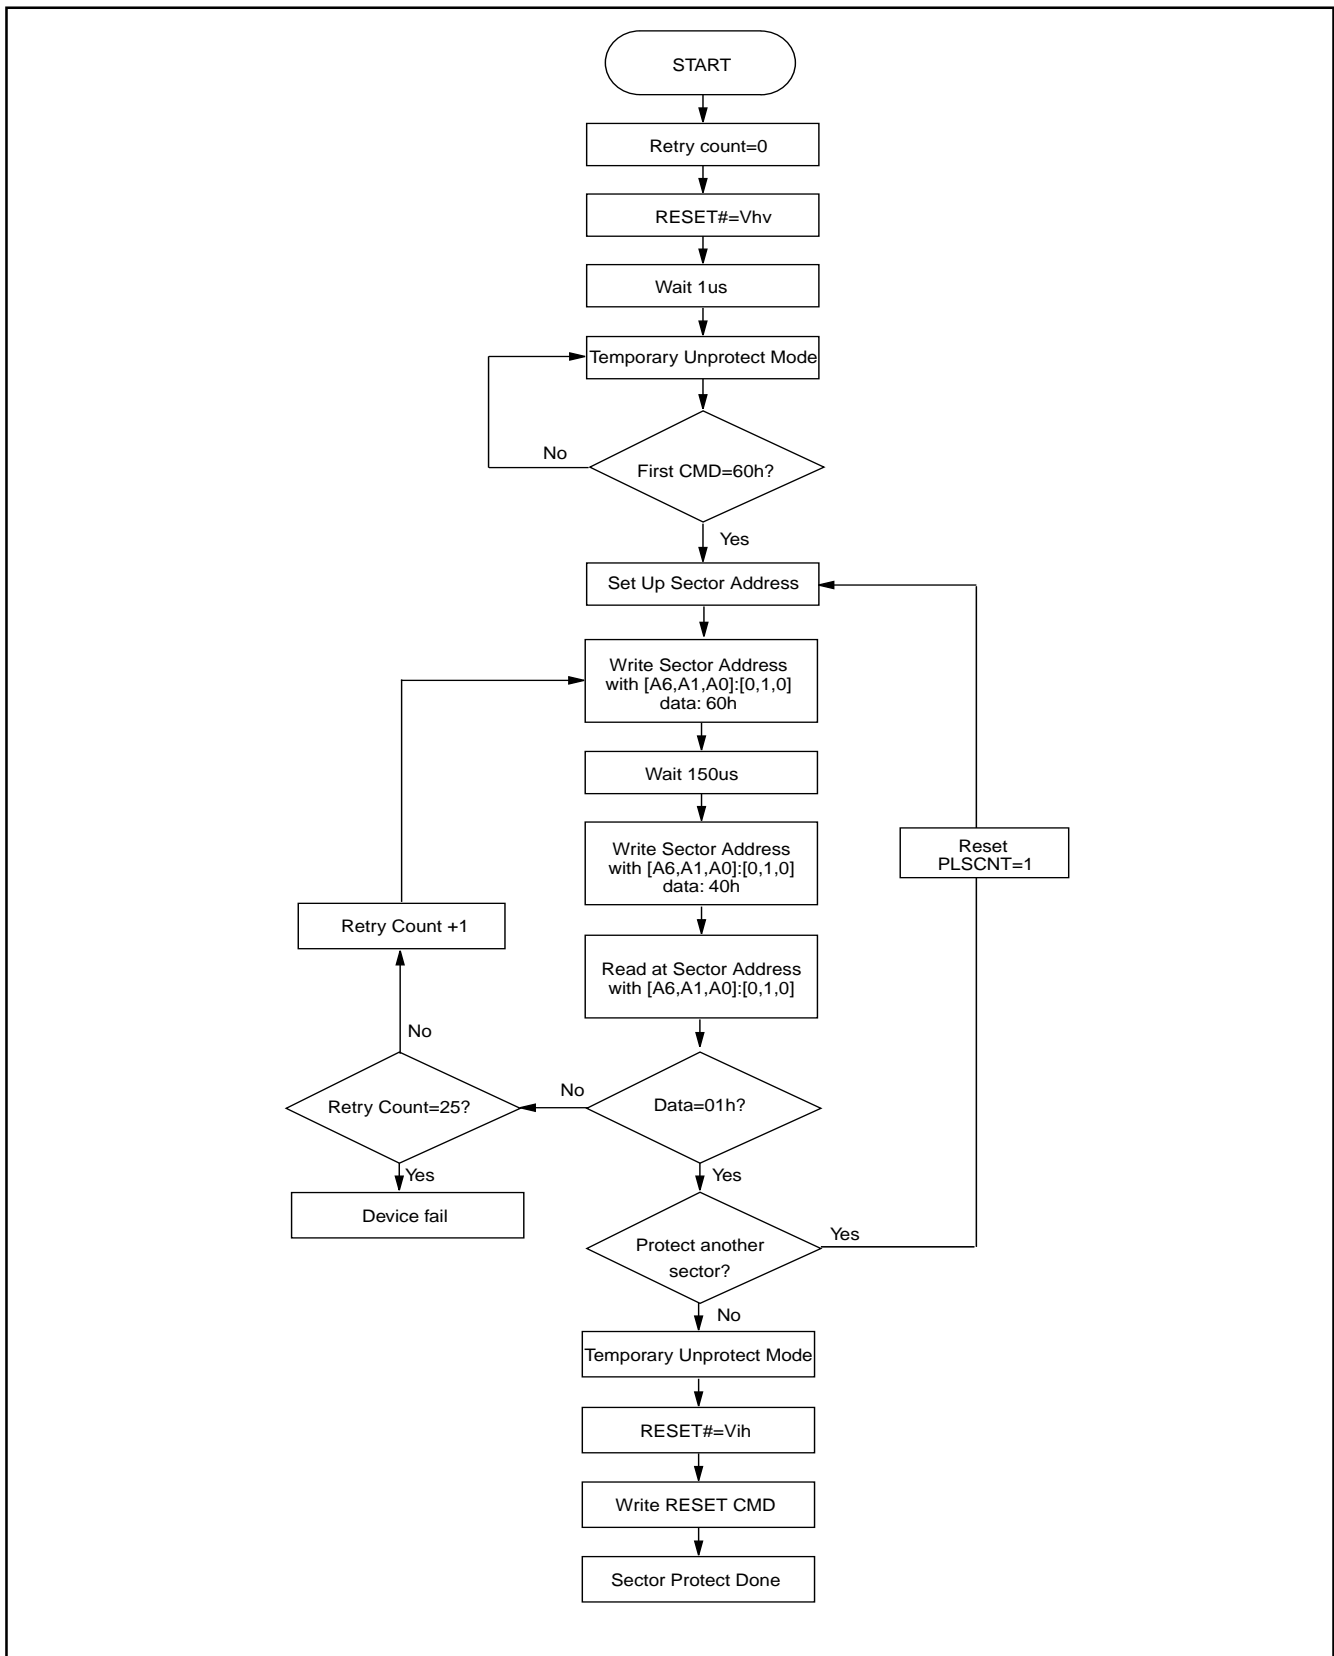 START
Retry count=0
RESET#=Vhv
Wait 1us
Temporary Unprotect Mode
No
First CMD=60h?
Yes
Set Up Sector Address
Write Sector Address
with [A6,A1,A0]:[0,1,0]
data: 60h
Wait 150us
Write Sector Address
with [A6,A1,A0]:[0,1,0]
data: 40h
Reset
PLSCNT=1
Retry Count +1
Read at Sector Address
with [A6,A1,A0]:[0,1,0]
No
No
Retry Count=25?
Data=01h?
Yes
Yes
Device fail
Protect another
sector?
Yes
No
Temporary Unprotect Mode
RESET#=Vih
Write RESET CMD
Sector Protect Done